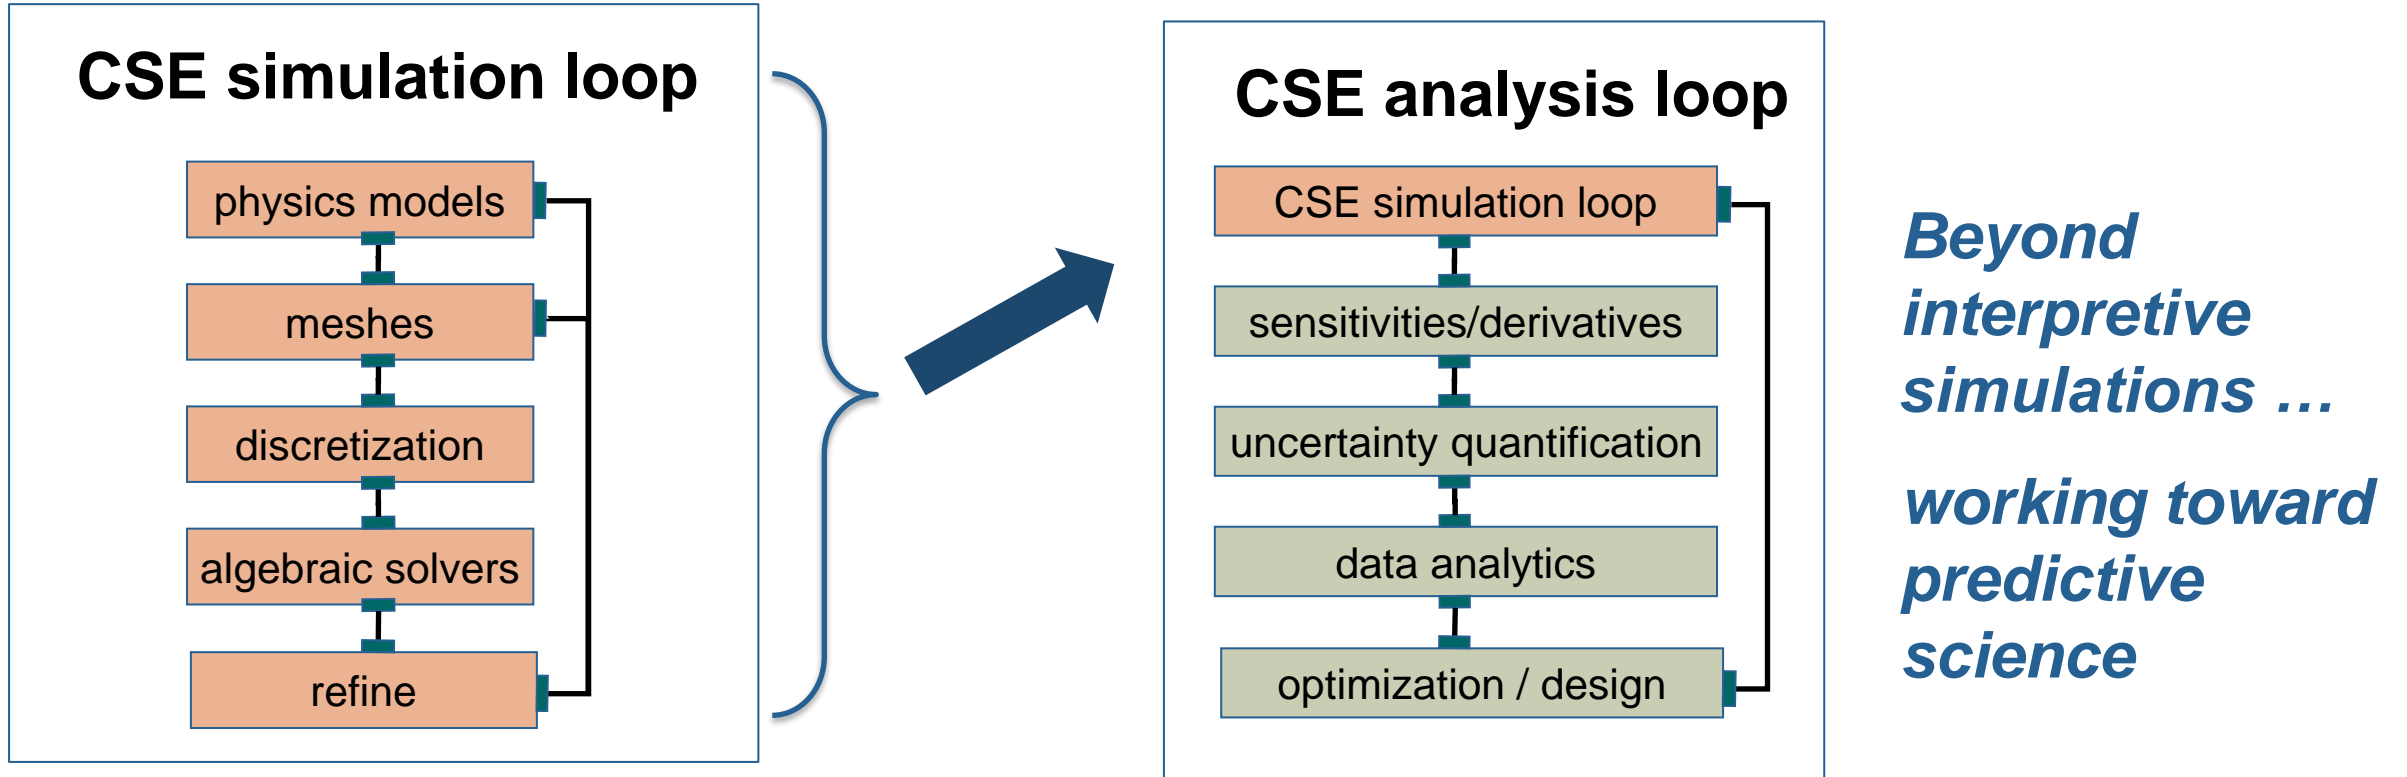 CSE simulation loop
physics models
meshes
discretization
algebraic solvers
refine
CSE analysis loop
CSE simulation loop
sensitivities/derivatives
uncertainty quantification
data analytics
optimization / design
Beyond
interpretive
simulations …
working toward
predictive
science